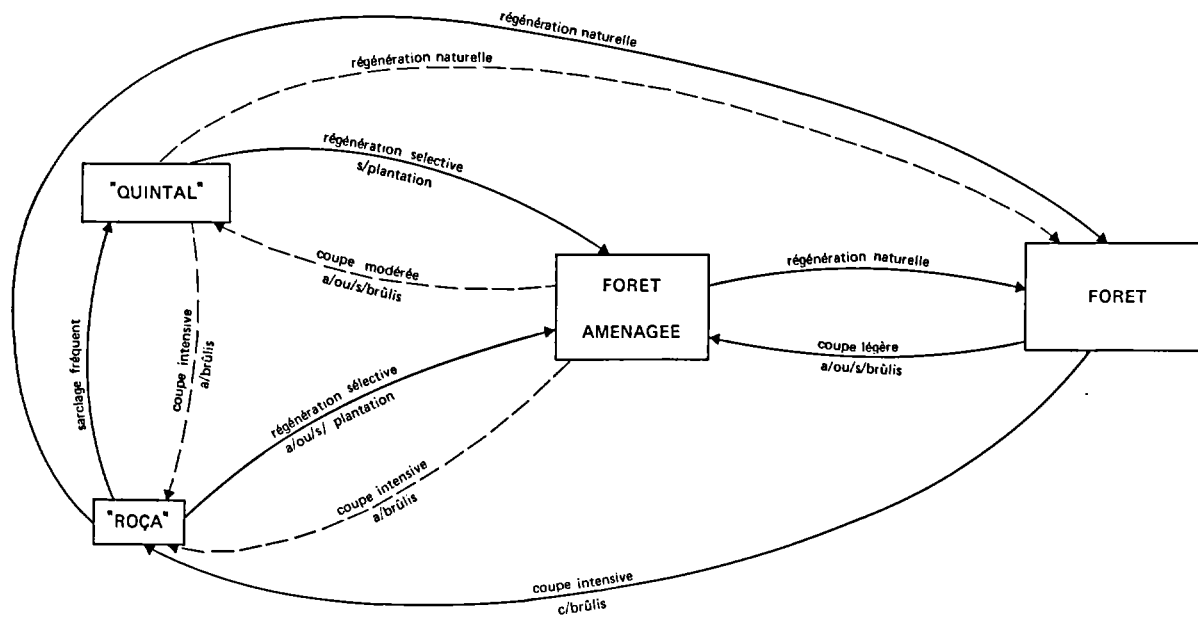 régénération naturelle
régénération naturelle
régénération selective
s/plantation
"QUINTAL"
coupe modérée
a/ou/s/brûlis
FORET
AMENAGEE
régénération naturelle
FORET
coupe légère
a/ou/s/brûlis
sarclage fréquent
coupe intensive
a/brûlis
régénération sélective
a/ou/s/ plantation
coupe intensive
a/brûlis
"ROÇA"
coupe intensive
c/brûlis